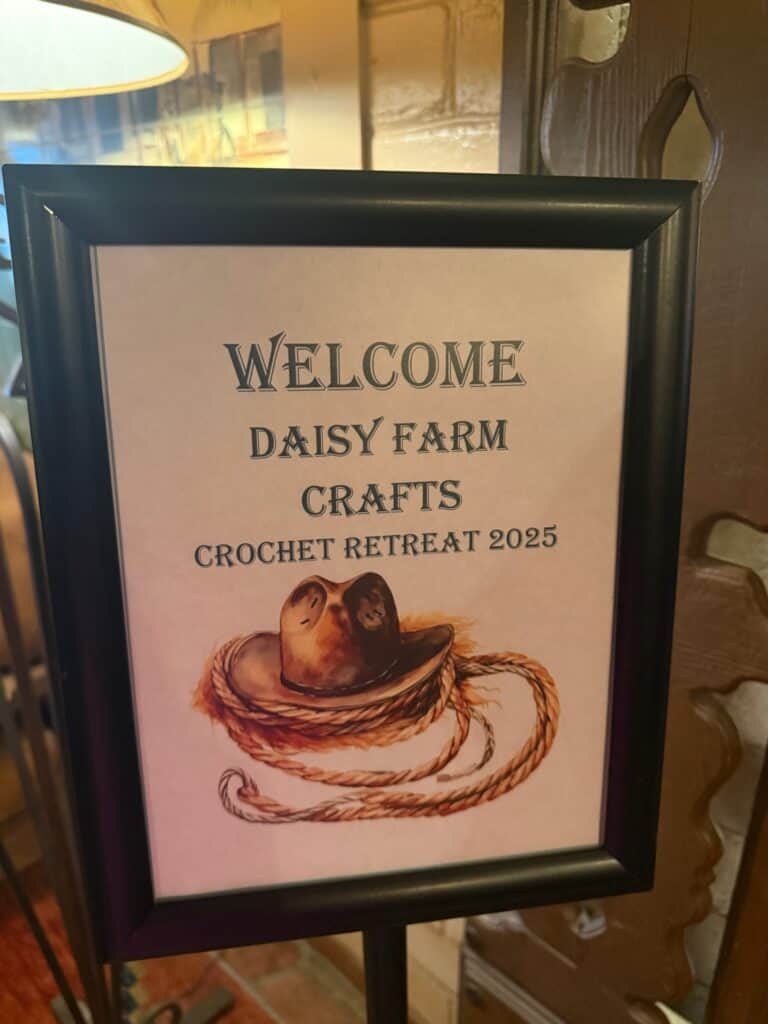 WELCOME
DAISY FARM
CRAFTS
CROCHET RETREAT 2025